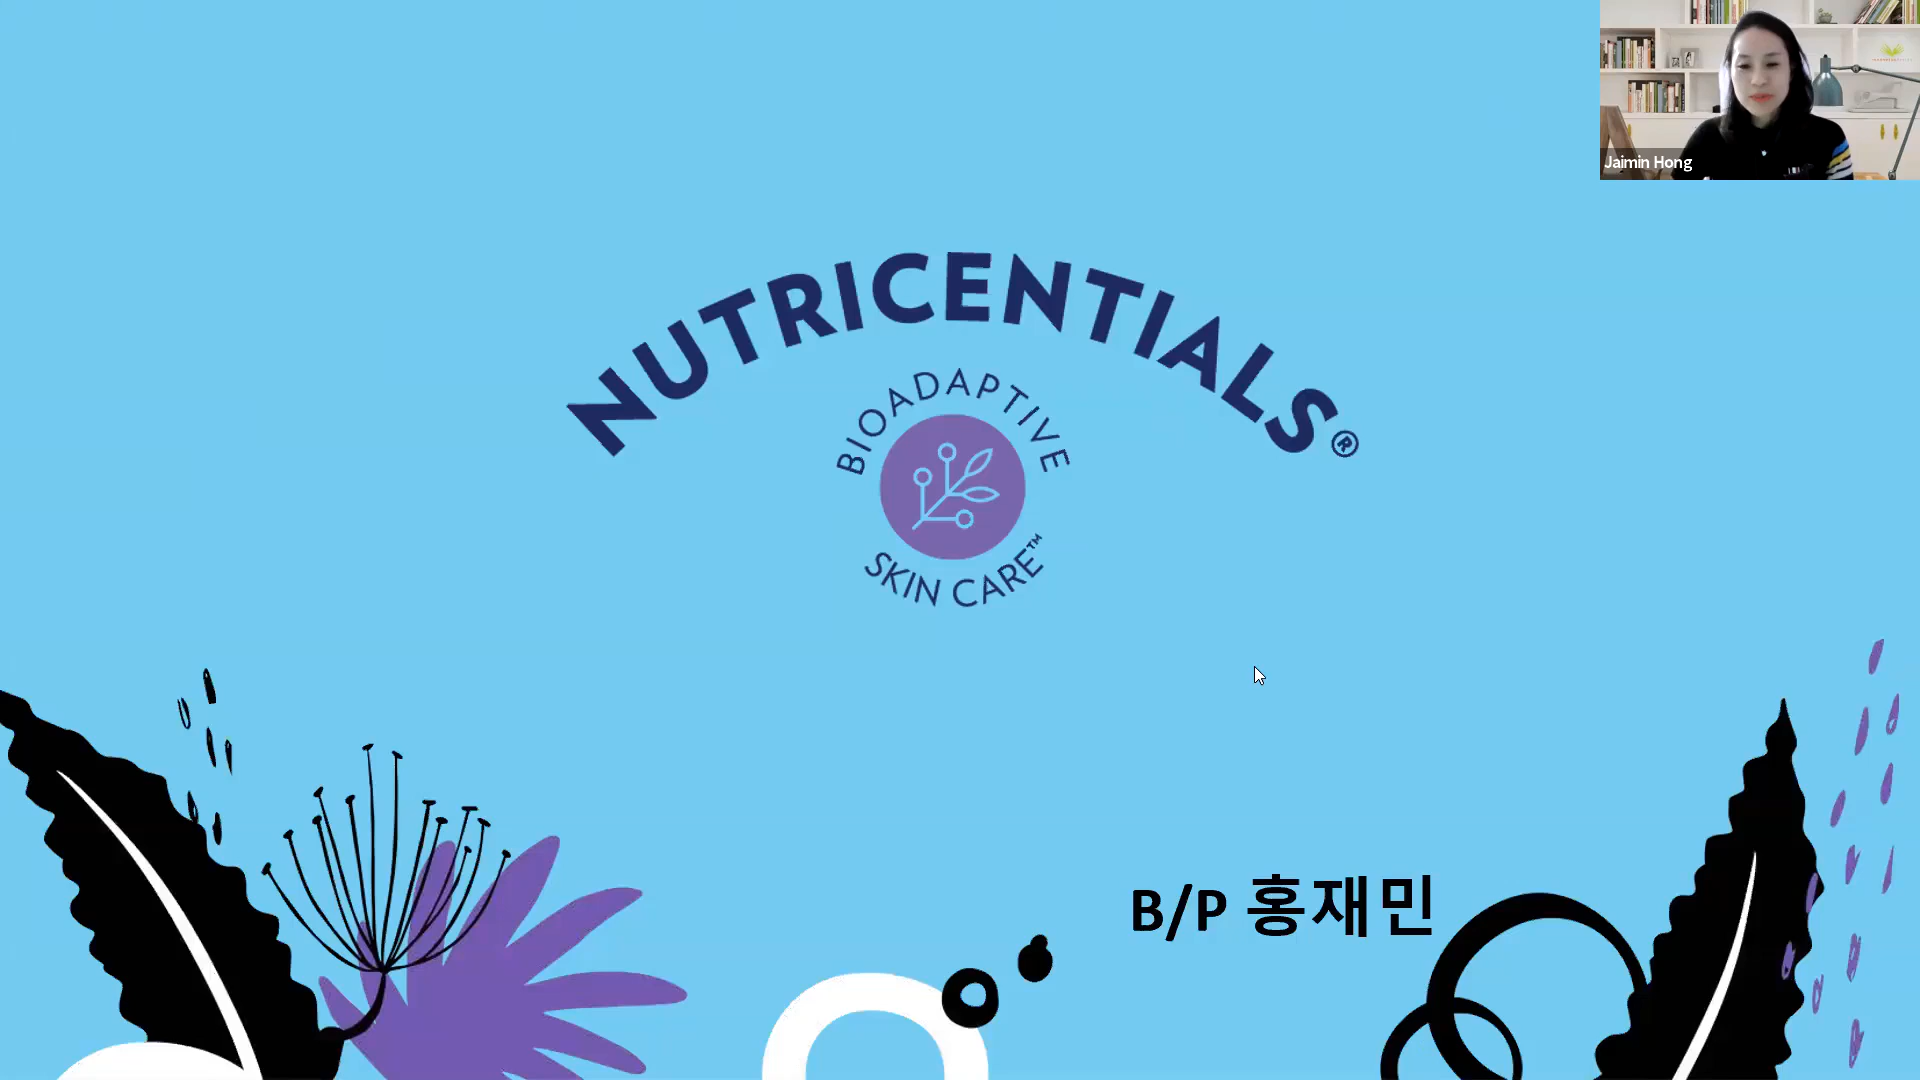 Jaimin Hong
NUTRICENTIALS®
BIOADAPTIVE
SKIN CARE™
B/P 홍재민